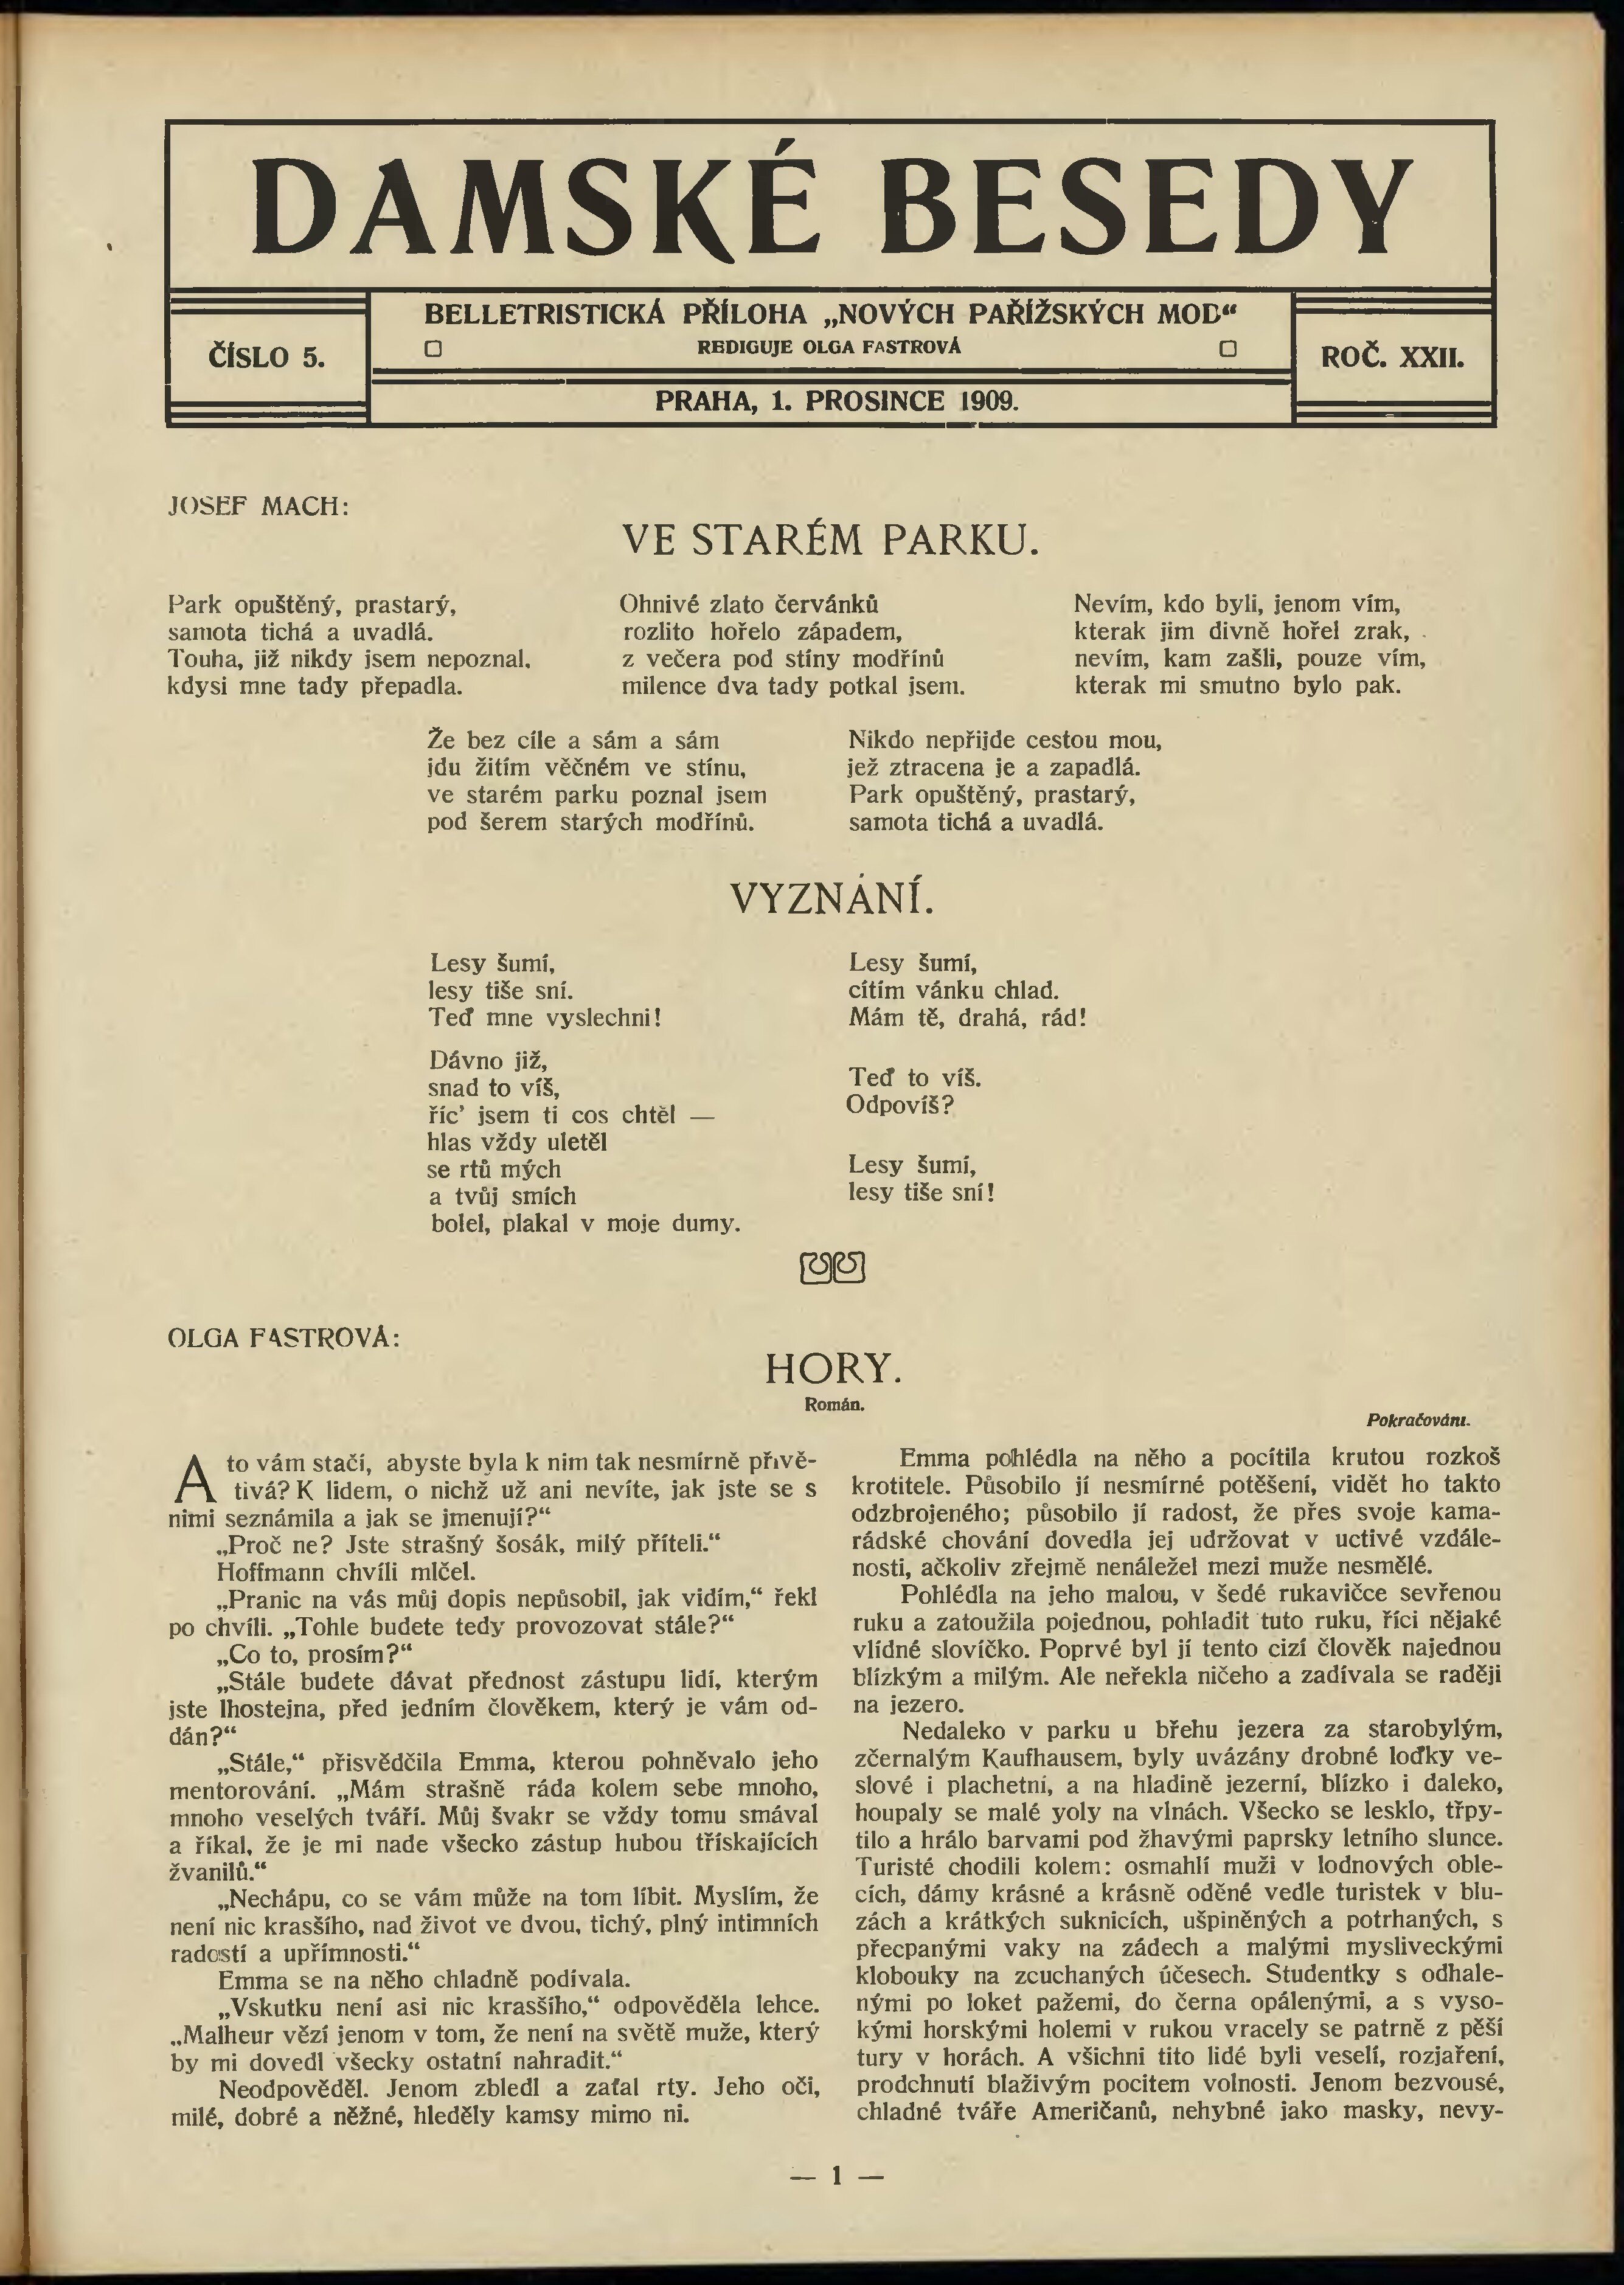 DAMSKÉ BESEDY
ČÍSLO 5.
BELLETRISTICKÁ PŘÍLOHA „NOVÝCH PAŘÍŽSKÝCH MOD“
REDIGUJE OLGA FASTROVÁ
PRAHA, 1. PROSINCE 1909.
ROČ. XXII.
JOSEF MACH:
VE STARÉM PARKU.
Park opuštěný, prastarý,
samota tichá a uvadlá.
Touha, již nikdy jsem nepoznal,
kdysi mne tady přepadla.
Ohnivé zlato červánků
rozlito hořelo západem,
z večera pod stíny modřínů
milence dva tady potkal jsem.
Nevím, kdo byli, jenom vím,
kterak jim divně hořel zrak,
nevím, kam zašli, pouze vím,
kterak mi smutno bylo pak.
Že bez cíle a sám a sám
jdu žitím věčném ve stínu,
ve starém parku poznal jsem
pod šerem starých modřínů.
Nikdo nepřijde cestou mou,
jež ztracena je a zapadlá.
Park opuštěný, prastarý,
samota tichá a uvadlá.
VYZNÁNÍ.
Lesy šumí,
lesy tiše sní.
Teď mne vyslechni!
Dávno již,
snad to víš,
říc’ jsem ti cos chtěl —
hlas vždy uletěl
se rtů mých
a tvůj smích
bolel, plakal v moje dumy.
Lesy šumí,
cítím vánku chlad.
Mám tě, drahá, rád!
Teď to víš.
Odpovíš?
Lesy šumí,
lesy tiše sní!
OLGA FASTROVÁ:
HORY.
Román.
Pokračování.
A to vám stačí, abyste byla k nim tak nesmírně přívě-
tivá? K lidem, o nichž už ani nevíte, jak jste se s
nimi seznámila a jak se jmenují?“
„Proč ne? Jste strašný šosák, milý příteli.“
Hoffmann chvíli mlčel.
„Pranic na vás můj dopis nepůsobil, jak vidím,“ řekl
po chvíli. „Tohle budete tedy provozovat stále?“
„Co to, prosím?“
„Stále budete dávat přednost zástupu lidí, kterým
jste lhostejna, před jedním člověkem, který je vám od-
dán?“
„Stále,“ přisvědčila Emma, kterou pohněvalo jeho
mentorování. „Mám strašně ráda kolem sebe mnoho,
mnoho veselých tváří. Můj švakr se vždy tomu smával
a říkal, že je mi nade všecko zástup hubou třískajících
žvanilů.“
„Nechápu, co se vám může na tom líbit. Myslím, že
není nic krasšího, nad život ve dvou, tichý, plný intimních
radostí a upřímnosti.“
Emma se na něho chladně podívala.
„Vskutku není asi nic krasšího,“ odpověděla lehce.
„Malheur vězí jenom v tom, že není na světě muže, který
by mi dovedl všecky ostatní nahradit.“
Neodpověděl. Jenom zbledl a zaťal rty. Jeho oči,
milé, dobré a něžné, hleděly kamsy mimo ni.
Emma pohlédla na něho a pocítila krutou rozkoš
krotitele. Působilo jí nesmírné potěšení, vidět ho takto
odzbrojeného; působilo jí radost, že přes svoje kama-
rádské chování dovedla jej udržovat v uctivé vzdále-
nosti, ačkoliv zřejmě nenáležel mezi muže nesmělé.
Pohlédla na jeho malou, v šedé rukavičce sevřenou
ruku a zatoužila pojednou, pohladit tuto ruku, říci nějaké
vlídné slovíčko. Poprvé byl jí tento cizí člověk najednou
blízkým a milým. Ale neřekla ničeho a zadívala se raději
na jezero.
Nedaleko v parku u břehu jezera za starobylým,
zčernalým Kaufhausem, byly uvázány drobné loďky ve-
slové i plachetní, a na hladině jezerní, blízko i daleko,
houpaly se malé yoly na vlnách. Všecko se lesklo, třpy-
tilo a hrálo barvami pod žhavými paprsky letního slunce.
Turisté chodili kolem: osmahlí muži v lodnových oble-
cích, dámy krásné a krásně oděné vedle turistek v blu-
zách a krátkých suknicích, ušpiněných a potrhaných, s
přecpanými vaky na zádech a malými mysliveckými
klobouky na zcuchaných účesech. Studentky s odhale-
nými po loket pažemi, do černa opálenými, a s vyso-
kými horskými holemi v rukou vracely se patrně z pěší
tury v horách. A všichni tito lidé byli veselí, rozjaření,
prodchnutí blaživým pocitem volnosti. Jenom bezvousé,
chladné tváře Američanů, nehybné jako masky, nevy-
— 1 —